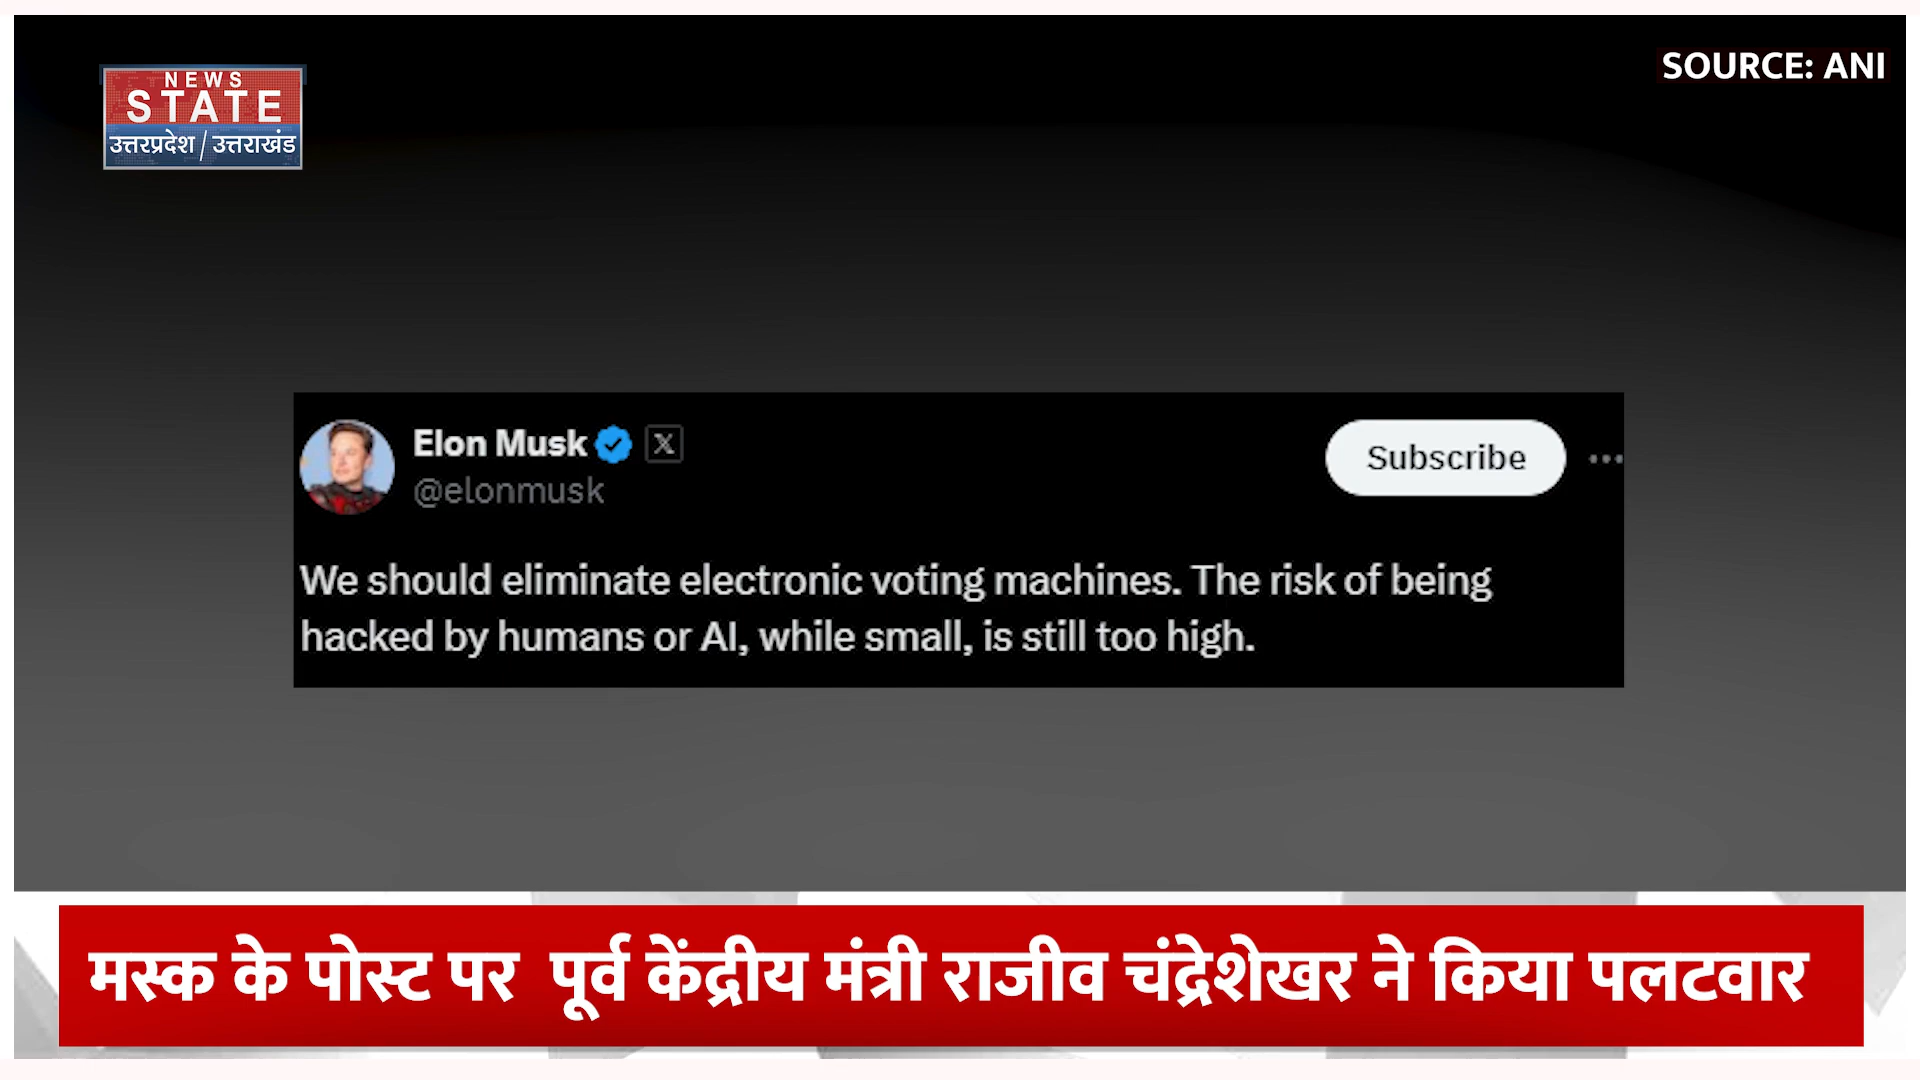 NEWS
STATE
उत्तरप्रदेश / उत्तराखंड
SOURCE: ANI
Elon Musk
@elonmusk
Subscribe
We should eliminate electronic voting machines. The risk of being
hacked by humans or AI, while small, is still too high.
मस्क के पोस्ट पर पूर्व केंद्रीय मंत्री राजीव चंद्रेशेखर ने किया पलटवार